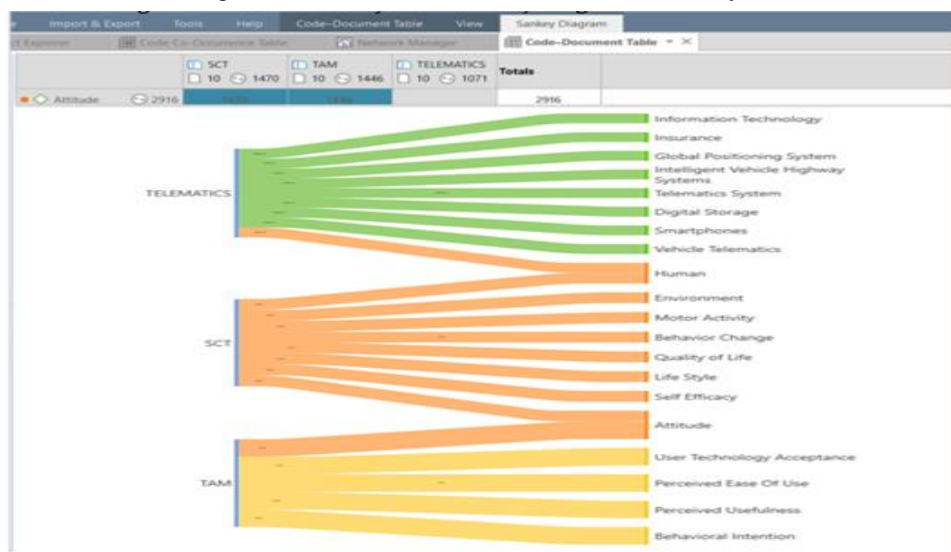 Import & Export Tools Help Code-Document Table View Sankey Diagram
Explorer Code Co-Occurrence Table Network Manager Code-Document Table
SCT TAM TELEMATICS Totals
10 1470 10 1446 10 1071
Attitude 2916 1470 1446 2916
Information Technology
Insurance
Global Positioning System
Intelligent Vehicle Highway
Systems
TELEMATICS
Telematics System
Digital Storage
Smartphones
Vehicle Telematics
Human
Environment
Motor Activity
SCT
Behavior Change
Quality of Life
Life Style
Self Efficacy
Attitude
User Technology Acceptance
TAM
Perceived Ease Of Use
Perceived Usefulness
Behavioral Intention